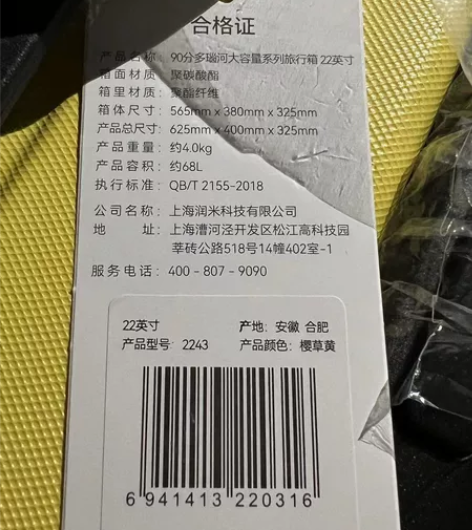 合格证
产品名称: 90分多瑙河大容量系列旅行箱 22英寸
箱面材质: 聚碳酸酯
箱里材质: 聚酯纤维
箱体尺寸: 565mm x 380mm x 325mm
产品总尺寸: 625mm x 400mm x 325mm
产品重量: 约4.0kg
产品容积: 约68L
执行标准: QB/T 2155-2018
公司名称: 上海润米科技有限公司
地 址: 上海漕河泾开发区松江高科技园
莘砖公路518号14幢402室-1
服务电话: 400 - 807 - 9090
22英寸 产地: 安徽 合肥
产品型号: 2243 产品颜色: 樱草黄
6 941413 220316